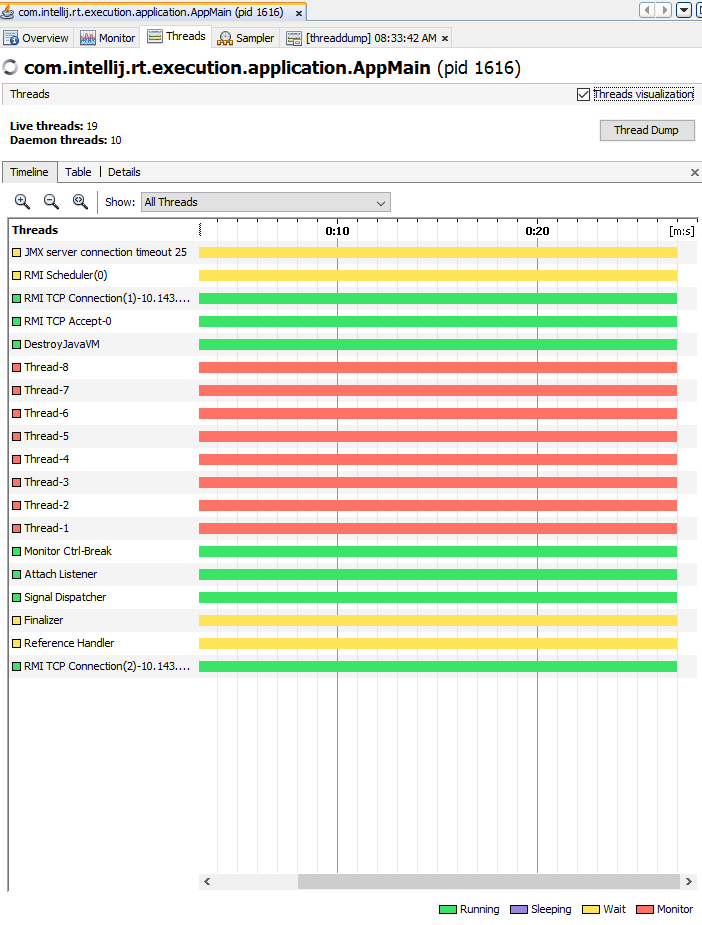 com.intellij.rt.execution.application.AppMain (pid 1616)
Overview Monitor Threads Sampler [threaddump] 08:33:42 AM
com.intellij.rt.execution.application.AppMain (pid 1616)
Threads Threads visualization
Live threads: 19
Daemon threads: 10
Thread Dump
Timeline Table Details
Show: All Threads
Threads 0:10 0:20 [m:s]
JMX server connection timeout 25
RMI Scheduler(0)
RMI TCP Connection(1)-10.143....
RMI TCP Accept-0
DestroyJavaVM
Thread-8
Thread-7
Thread-6
Thread-5
Thread-4
Thread-3
Thread-2
Thread-1
Monitor Ctrl-Break
Attach Listener
Signal Dispatcher
Finalizer
Reference Handler
RMI TCP Connection(2)-10.143....
Running Sleeping Wait Monitor